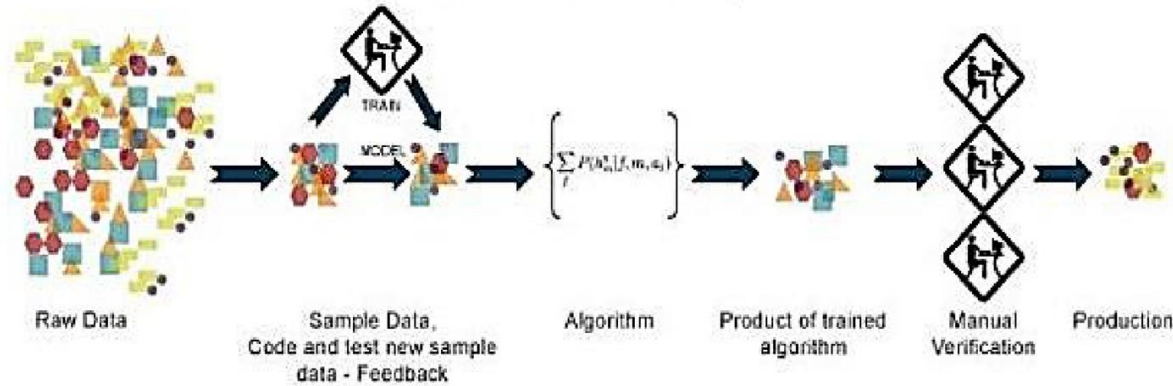 TRAIN
MODEL
Raw Data
Sample Data,
Code and test new sample
data - Feedback
Algorithm
Product of trained
algorithm
Manual
Verification
Production